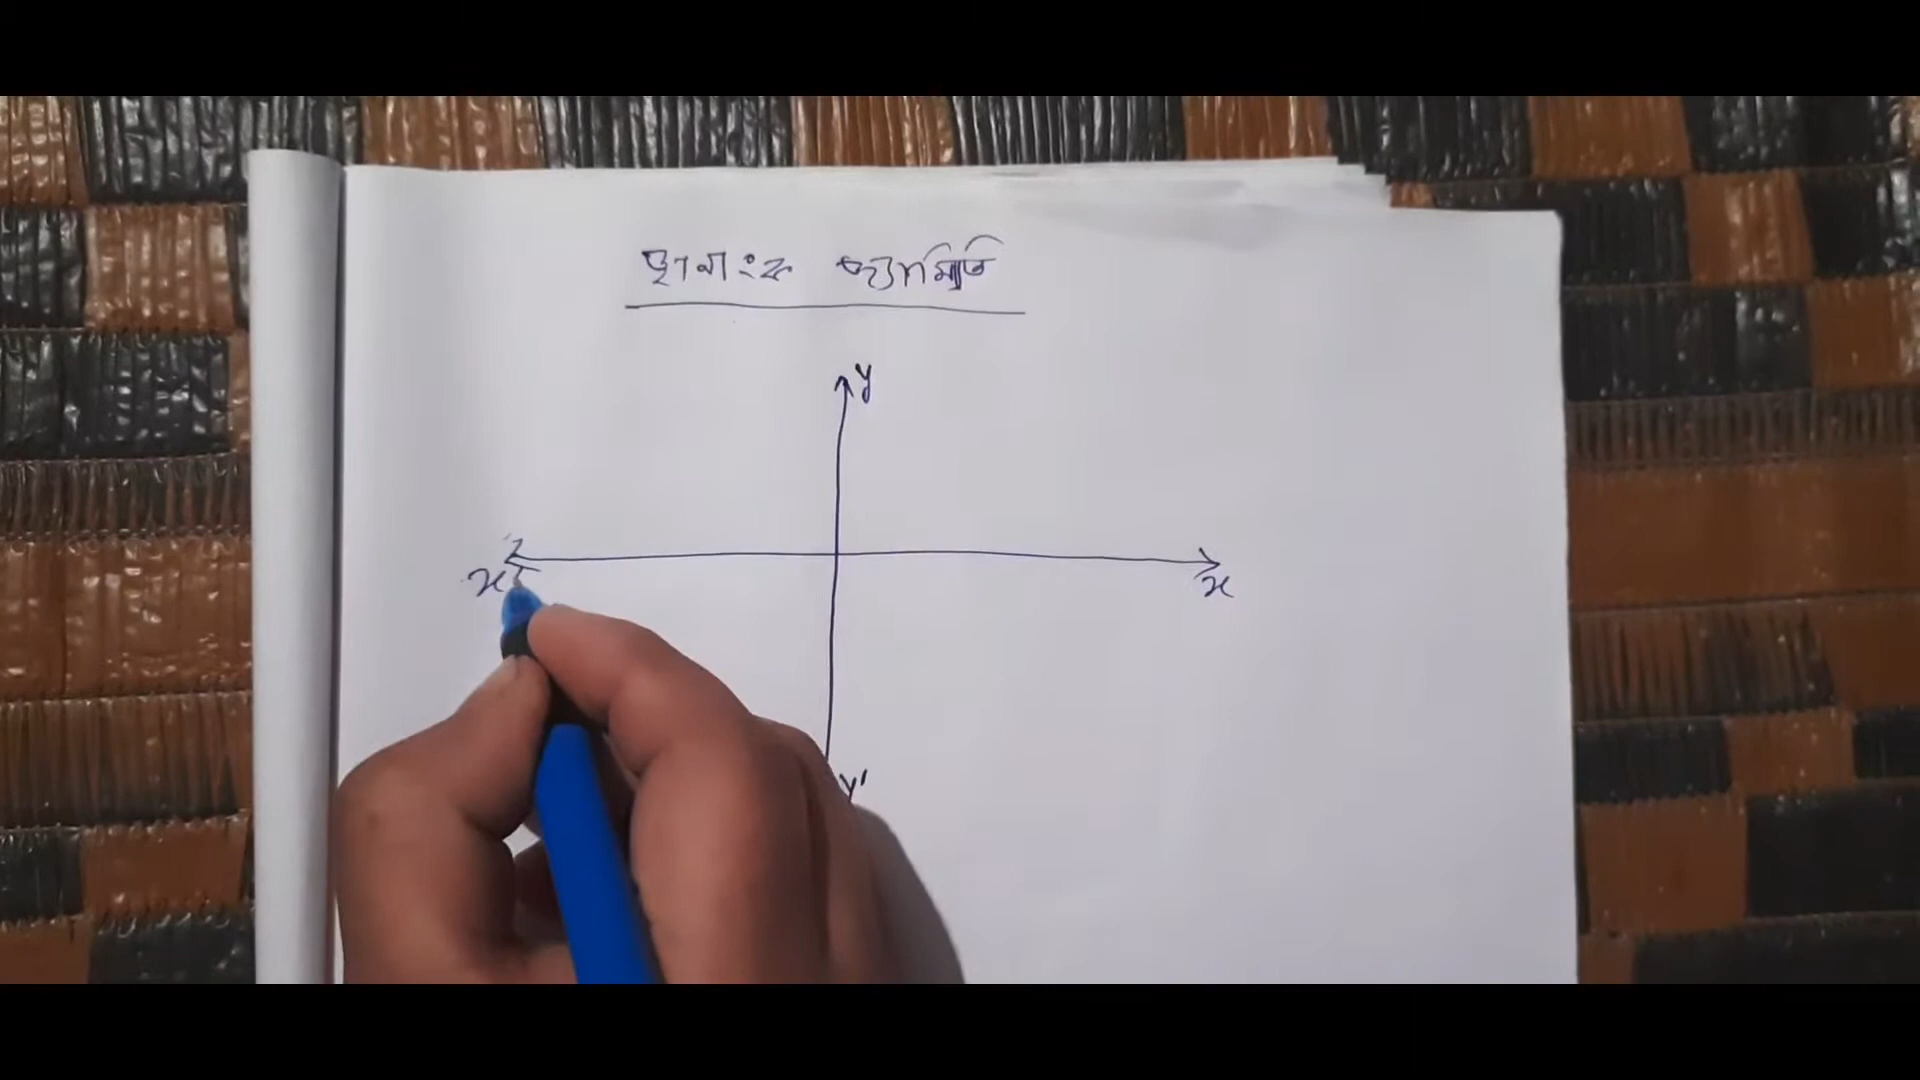 স্থানাংক জ্যামিতি
y
x
x
y'